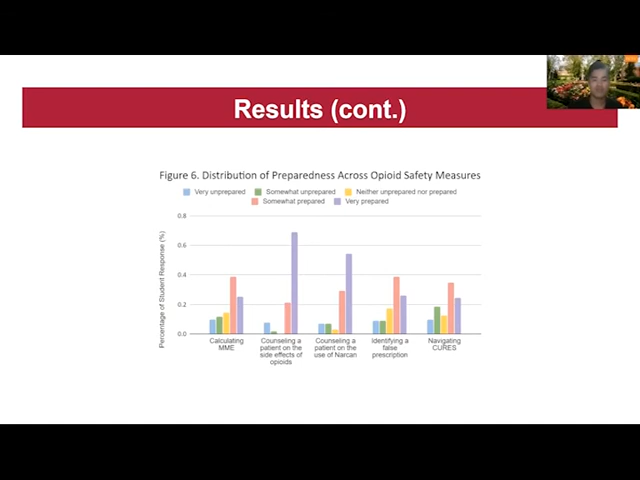 Results (cont.)
Figure 6. Distribution of Preparedness Across Opioid Safety Measures
Very unprepared Somewhat unprepared Neither unprepared nor prepared
Somewhat prepared Very prepared
Percentage of Student Response (%)
0.8
0.6
0.4
0.2
0.0
Calculating
MME
Counseling a
patient on the
side effects of
opioids
Counseling a
patient on the
use of Narcan
Identifying a
false
prescription
Navigating
CURES